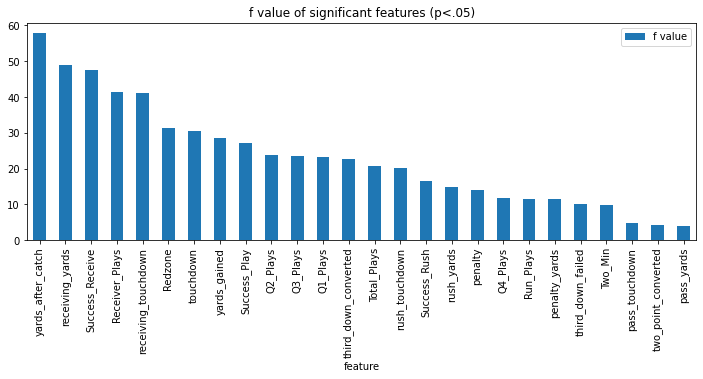 f value of significant features (p<.05)
f value
60
50
40
30
20
10
0
yards_after_catch
receiving_yards
Success_Receive
Receiver_Plays
receiving_touchdown
Redzone
touchdown
yards_gained
Success_Play
Q2_Plays
Q3_Plays
Q1_Plays
third_down_converted
Total_Plays
rush_touchdown
Success_Rush
rush_yards
penalty
Q4_Plays
Run_Plays
penalty_yards
third_down_failed
Two_Min
pass_touchdown
two_point_converted
pass_yards
feature